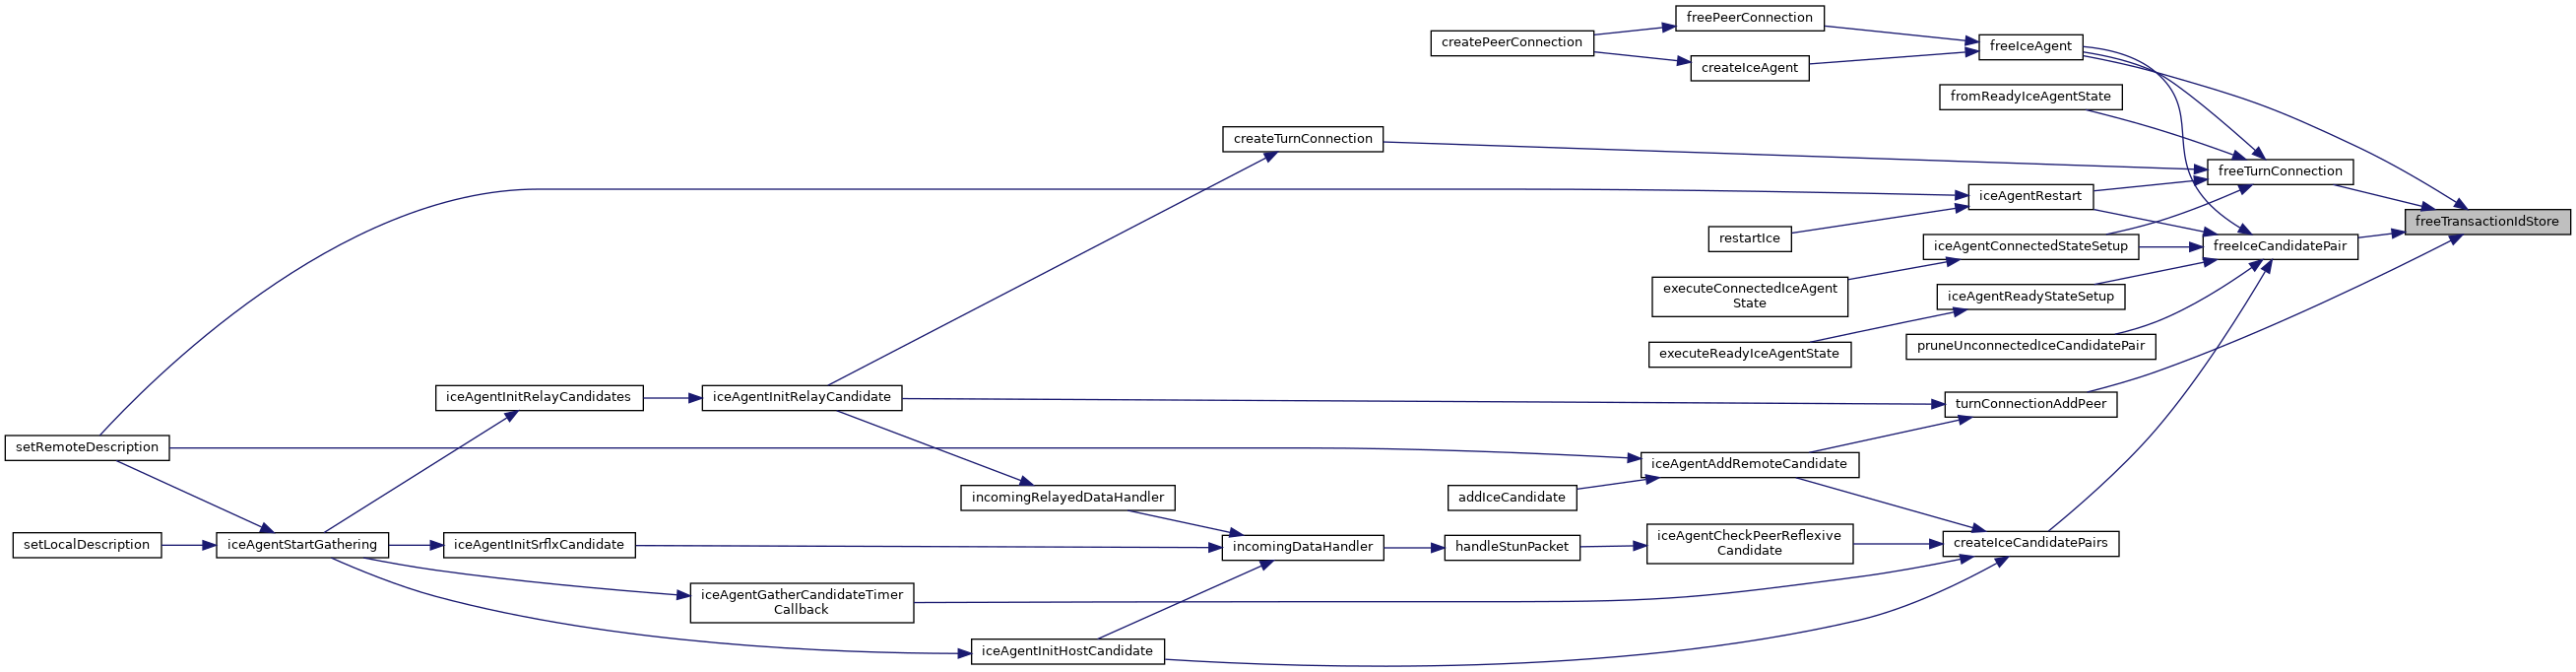 freePeerConnection
createPeerConnection
freeIceAgent
createIceAgent
fromReadyIceAgentState
createTurnConnection
freeTurnConnection
iceAgentRestart
freeTransactionIdStore
restartIce
iceAgentConnectedStateSetup
freeIceCandidatePair
executeConnectedIceAgent
State
iceAgentReadyStateSetup
pruneUnconnectedIceCandidatePair
executeReadyIceAgentState
iceAgentInitRelayCandidates
iceAgentInitRelayCandidate
turnConnectionAddPeer
setRemoteDescription
iceAgentAddRemoteCandidate
incomingRelayedDataHandler
addIceCandidate
setLocalDescription
iceAgentStartGathering
iceAgentInitSrflxCandidate
incomingDataHandler
handleStunPacket
iceAgentCheckPeerReflexive
Candidate
createIceCandidatePairs
iceAgentGatherCandidateTimer
Callback
iceAgentInitHostCandidate